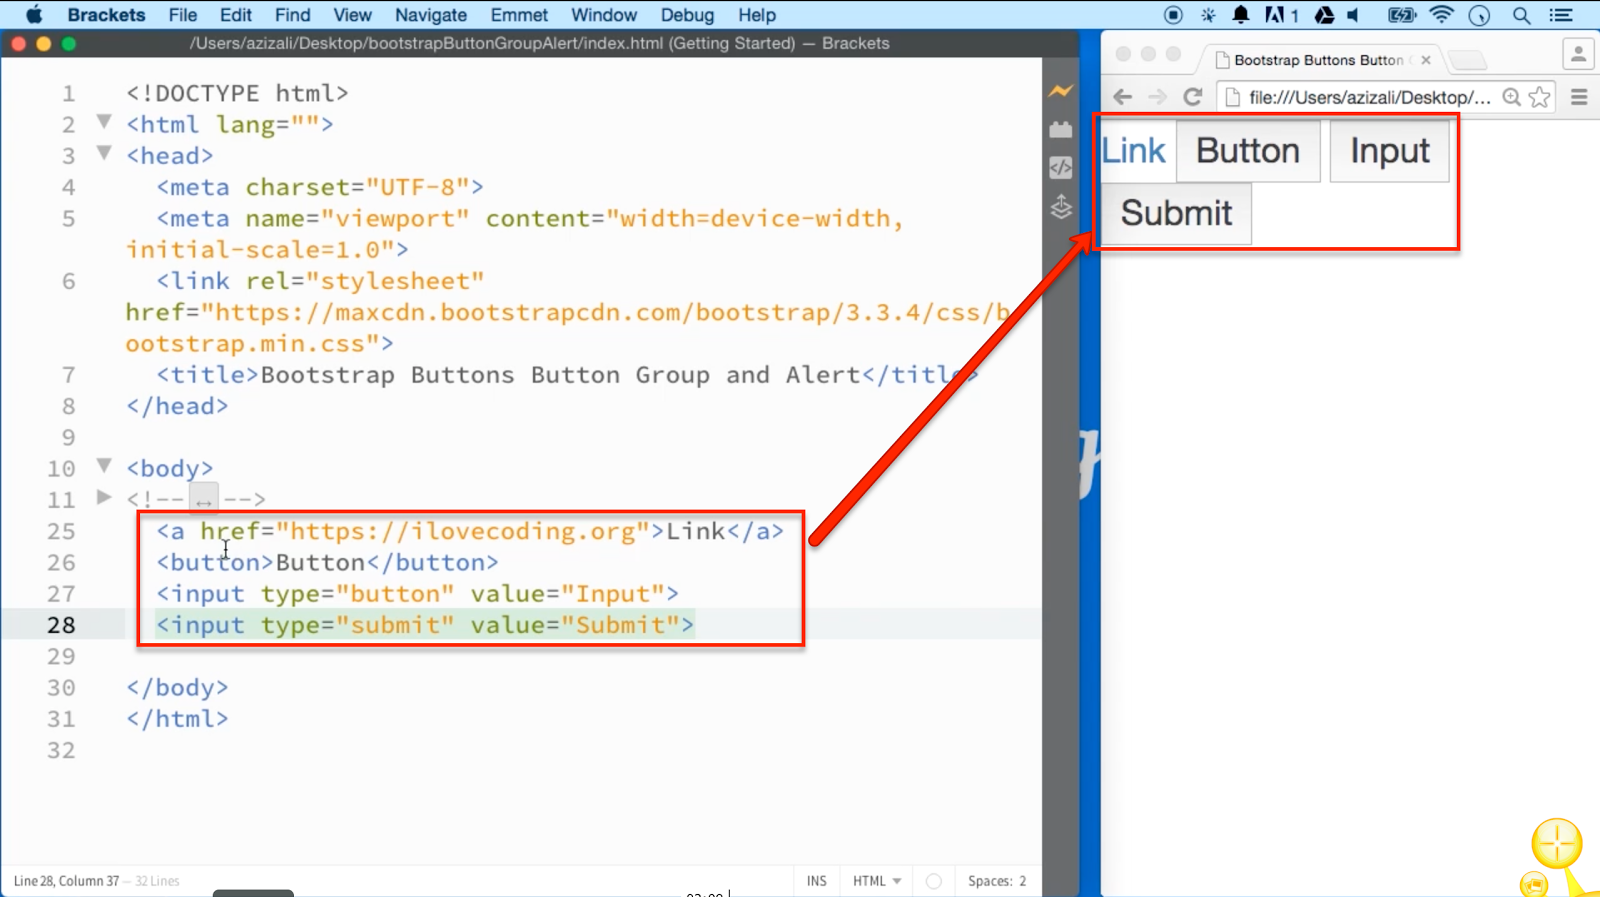 Brackets File Edit Find View Navigate Emmet Window Debug Help 1
/Users/azizali/Desktop/bootstrapButtonGroupAlert/index.html (Getting Started) — Brackets
1 <!DOCTYPE html>
2 <html lang="">
3 <head>
4 <meta charset="UTF-8">
5 <meta name="viewport" content="width=device-width,
initial-scale=1.0">
6 <link rel="stylesheet"
href="https://maxcdn.bootstrapcdn.com/bootstrap/3.3.4/css/b
ootstrap.min.css">
7 <title>Bootstrap Buttons Button Group and Alert</title>
8 </head>
9
10 <body>
11 <!-- ↔ -->
25 <a href="https://ilovecoding.org">Link</a>
26 <button>Button</button>
27 <input type="button" value="Input">
28 <input type="submit" value="Submit">
29
30 </body>
31 </html>
32
Line 28, Column 37 — 32 Lines
INS HTML Spaces: 2
Bootstrap Buttons Button
file:///Users/azizali/Desktop/...
Link Button Input
Submit